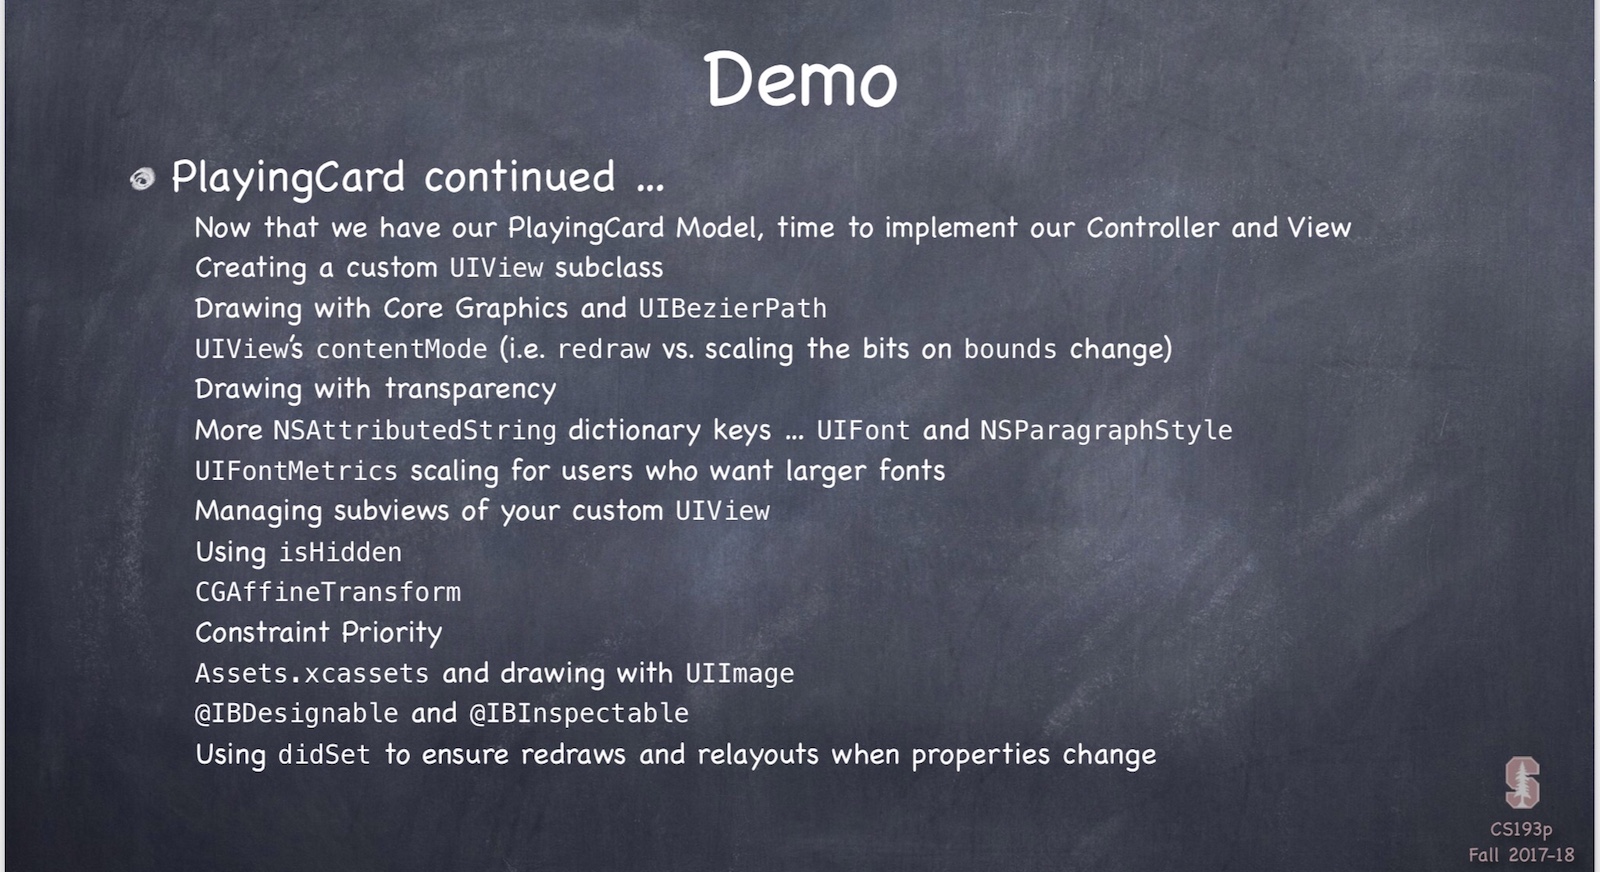 Demo
PlayingCard continued ...
Now that we have our PlayingCard Model, time to implement our Controller and View
Creating a custom UIView subclass
Drawing with Core Graphics and UIBezierPath
UIView’s contentMode (i.e. redraw vs. scaling the bits on bounds change)
Drawing with transparency
More NSAttributedString dictionary keys ... UIFont and NSParagraphStyle
UIFontMetrics scaling for users who want larger fonts
Managing subviews of your custom UIView
Using isHidden
CGAffineTransform
Constraint Priority
Assets.xcassets and drawing with UIImage
@IBDesignable and @IBInspectable
Using didSet to ensure redraws and relayouts when properties change
S
CS193p
Fall 2017-18